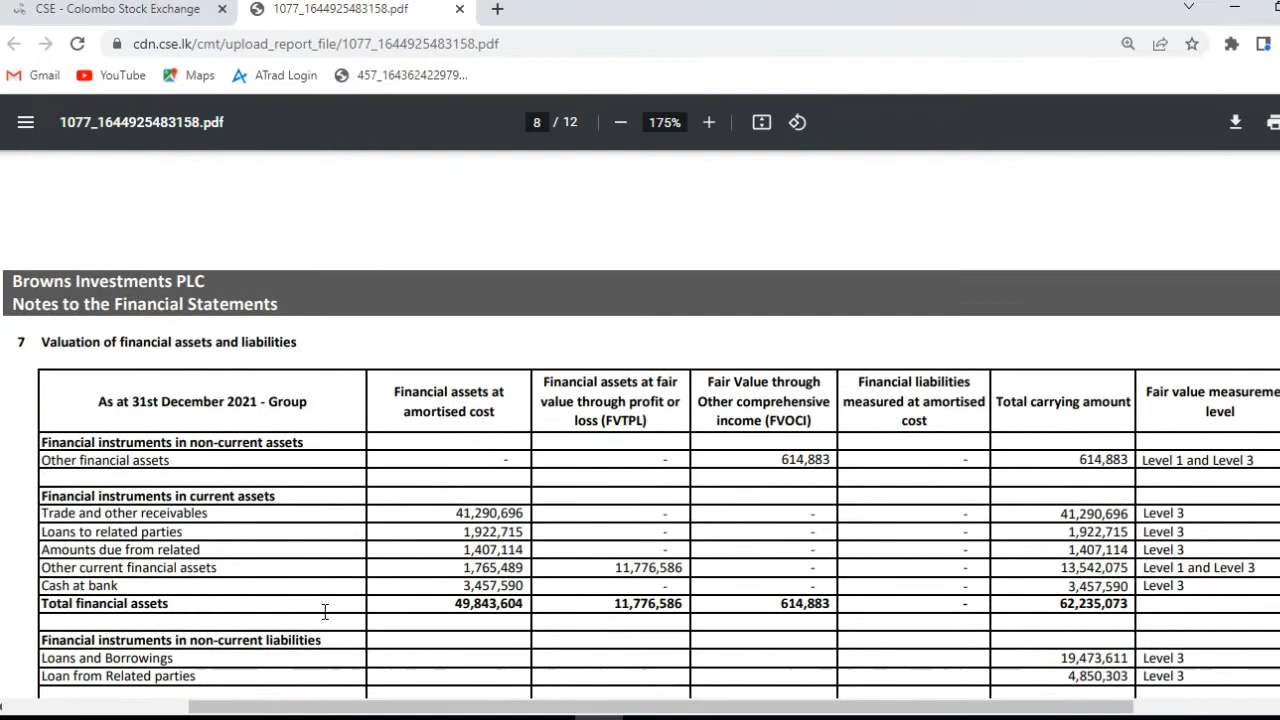 CSE - Colombo Stock Exchange
1077_1644925483158.pdf
cdn.cse.lk/cmt/upload_report_file/1077_1644925483158.pdf
Gmail YouTube Maps ATrad Login 457_164362422979...
1077_1644925483158.pdf 8 / 12 175%
Browns Investments PLC
Notes to the Financial Statements
7 Valuation of financial assets and liabilities
As at 31st December 2021 - Group
Financial assets at
amortised cost
Financial assets at fair
value through profit or
loss (FVTPL)
Fair Value through
Other comprehensive
income (FVOCI)
Financial liabilities
measured at amortised
cost
Total carrying amount
Fair value measureme
level
Financial instruments in non-current assets
Other financial assets - - 614,883 - 614,883 Level 1 and Level 3
Financial instruments in current assets
Trade and other receivables 41,290,696 - - - 41,290,696 Level 3
Loans to related parties 1,922,715 - - - 1,922,715 Level 3
Amounts due from related 1,407,114 - - - 1,407,114 Level 3
Other current financial assets 1,765,489 11,776,586 - - 13,542,075 Level 1 and Level 3
Cash at bank 3,457,590 - - - 3,457,590 Level 3
Total financial assets 49,843,604 11,776,586 614,883 - 62,235,073
Financial instruments in non-current liabilities
Loans and Borrowings 19,473,611 Level 3
Loan from Related parties 4,850,303 Level 3